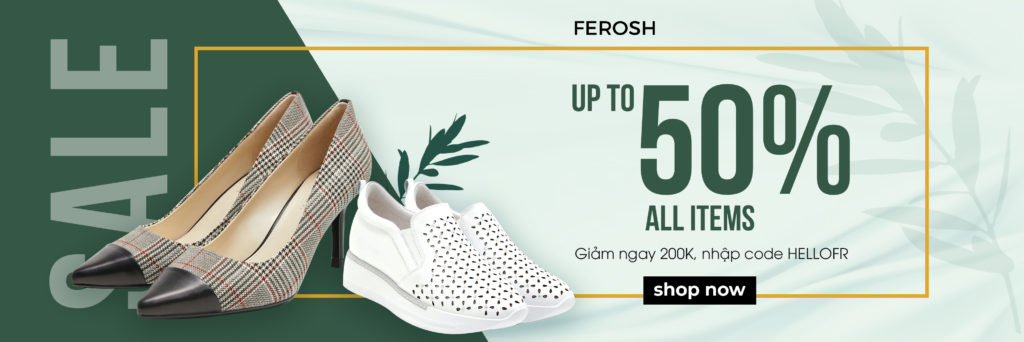 SALE
FEROSH
UP TO 50%
ALL ITEMS
Giảm ngay 200K, nhập code HELLOFR
shop now